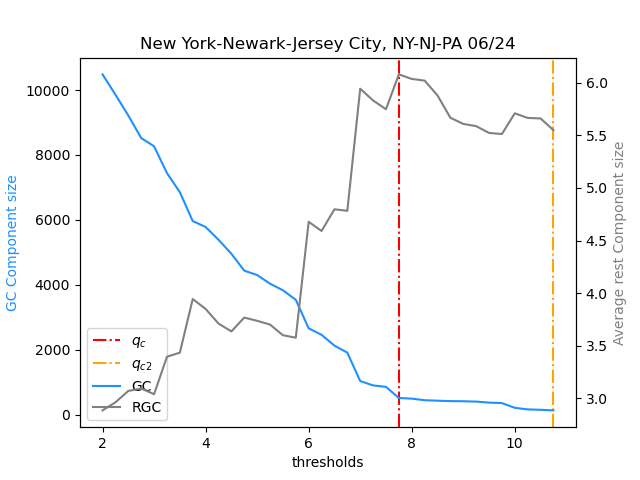 New York-Newark-Jersey City, NY-NJ-PA 06/24
GC Component size
10000
8000
6000
4000
2000
0
6.0
5.5
5.0
4.5
4.0
3.5
3.0
Average rest Component size
q_c
q_{c2}
GC
RGC
2 4 6 8 10
thresholds